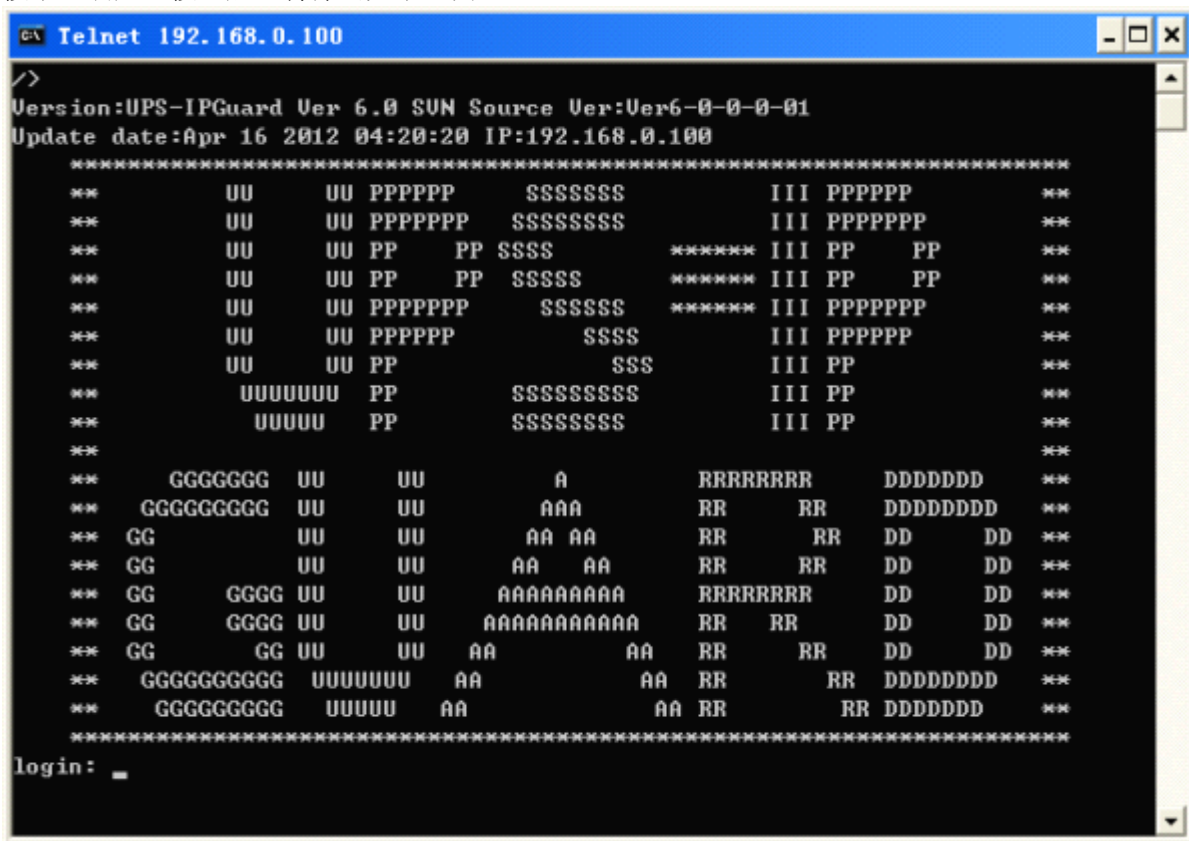 Telnet 192.168.0.100
/>
Version:UPS-IPGuard Ver 6.0 SVN Source Ver:Ver6-0-0-0-01
Update date:Apr 16 2012 04:20:20 IP:192.168.0.100
    **********************************************************************
    **         UU     UU PPPPPP     SSSSSSS          III PPPPPP         **
    **         UU     UU PPPPPPP   SSSSSSSS          III PPPPPPP        **
    **         UU     UU PP    PP SSSS        ****** III PP    PP       **
    **         UU     UU PP    PP  SSSSS      ****** III PP    PP       **
    **         UU     UU PPPPPPP     SSSSSS   ****** III PPPPPPP        **
    **         UU     UU PPPPPP         SSSS         III PPPPPP         **
    **         UU     UU PP               SSS        III PP             **
    **          UUUUUUU  PP        SSSSSSSSS         III PP             **
    **           UUUUU   PP        SSSSSSSS          III PP             **
    **                                                                  **
    **     GGGGGGG  UU     UU         A         RRRRRRRR     DDDDDDD    **
    **   GGGGGGGGG  UU     UU        AAA        RR     RR    DDDDDDDD   **
    **  GG          UU     UU       AA AA       RR      RR   DD     DD  **
    **  GG          UU     UU      AA   AA      RR     RR    DD     DD  **
    **  GG     GGGG UU     UU     AAAAAAAAA     RRRRRRRR     DD     DD  **
    **  GG     GGGG UU     UU    AAAAAAAAAAA    RR   RR      DD     DD  **
    **  GG       GG UU     UU   AA         AA   RR     RR    DD     DD  **
    **   GGGGGGGGGG  UUUUUUU   AA           AA  RR       RR  DDDDDDDD   **
    **    GGGGGGGGG   UUUUU   AA             AA RR        RR DDDDDDD    **
    **********************************************************************
login: _